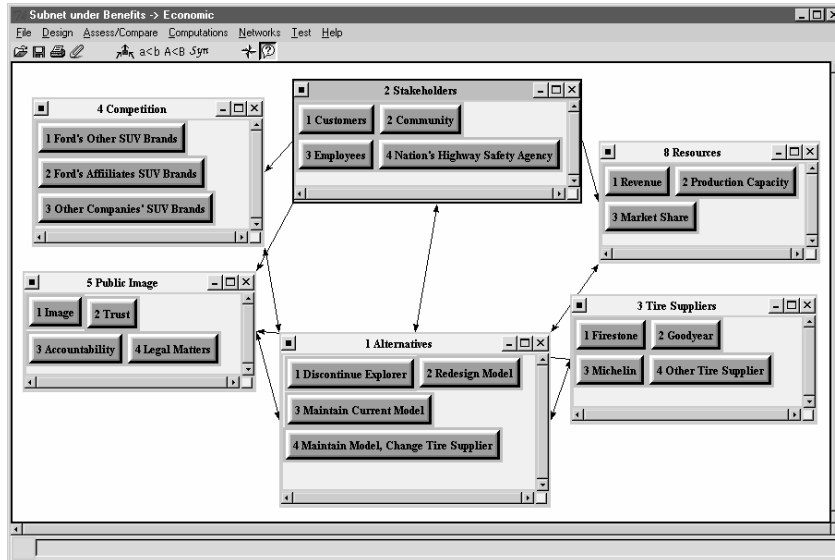 Subnet under Benefits -> Economic
File Design Assess/Compare Computations Networks Test Help
a<b A<B Syn
2 Stakeholders
1 Customers 2 Community
3 Employees 4 Nation's Highway Safety Agency
4 Competition
1 Ford's Other SUV Brands
2 Ford's Affiiliates SUV Brands
3 Other Companies' SUV Brands
8 Resources
1 Revenue 2 Production Capacity
3 Market Share
5 Public Image
1 Image 2 Trust
3 Accountability 4 Legal Matters
3 Tire Suppliers
1 Firestone 2 Goodyear
3 Michelin 4 Other Tire Supplier
1 Alternatives
1 Discontinue Explorer 2 Redesign Model
3 Maintain Current Model
4 Maintain Model, Change Tire Supplier